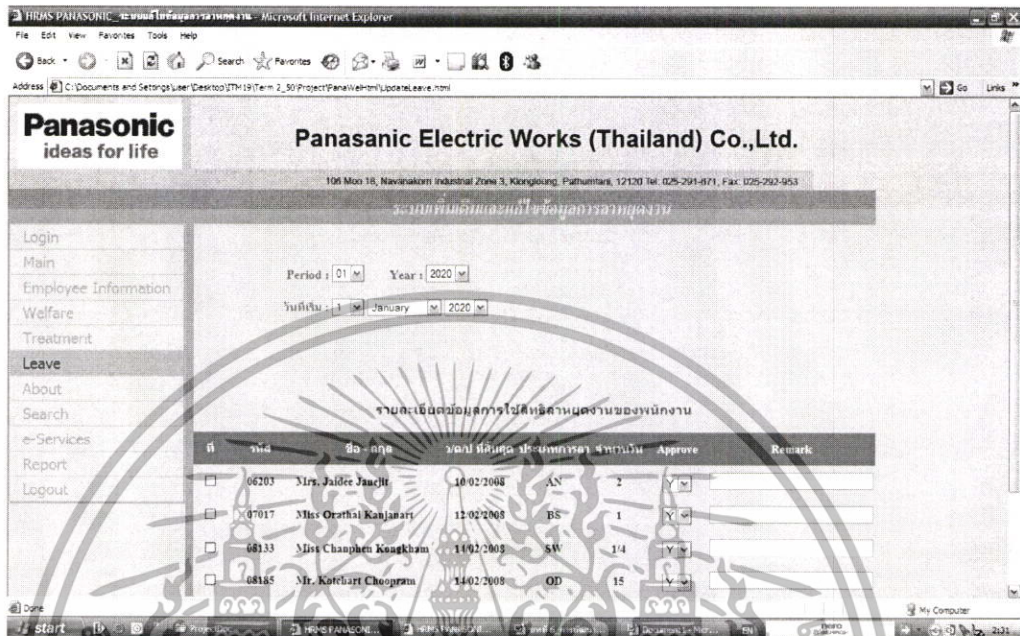 HRMS PANASONIC_ระบบแก้ไขข้อมูลการลาหยุดงาน - Microsoft Internet Explorer
File Edit View Favorites Tools Help
Back Search Favorites
Address C:\Documents and Settings\user\Desktop\ITM19\Term 2_50\Project\PanaWelHtml\UpdateLeave.html Go Links
Panasonic
ideas for life
Panasanic Electric Works (Thailand) Co.,Ltd.
106 Moo 18, Navanakorn Industrial Zone 3, Klongloung, Pathumtani, 12120 Tel: 025-291-671, Fax: 025-292-953
ระบบเพิ่มเติมและแก้ไขข้อมูลการลาหยุดงาน
Login
Main
Employee Information
Welfare
Treatment
Leave
About
Search
e-Services
Report
Logout
Period : 01 Year : 2020
วันที่เริ่ม : 1 January 2020
รายละเอียดข้อมูลการใช้สิทธิลาหยุดงานของพนักงาน
ที่ รหัส ชื่อ - สกุล ว/ด/ป ที่สิ้นสุด ประเภทการลา จำนวนวัน Approve Remark
06203 Mrs. Jaidee Janejit 10/02/2008 AN 2 Y
07017 Miss Orathai Kanjanart 12/02/2008 BS 1 Y
08133 Miss Chanphen Kongkham 14/02/2008 SW 1/4 Y
08185 Mr. Kotchart Choopram 14/02/2008 OD 15 Y
Done My Computer
start HRMS PANASONI... EN 2:31